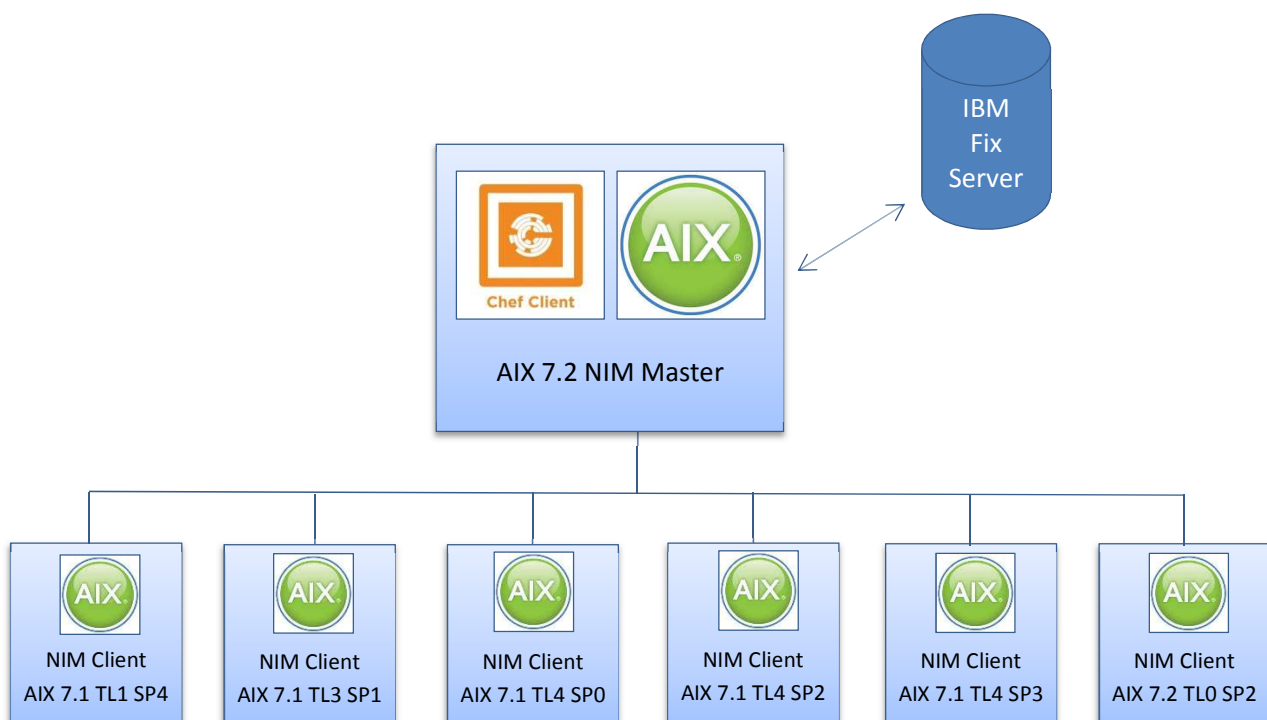 IBM
Fix
Server
Chef Client
AIX®
AIX 7.2 NIM Master
AIX
NIM Client
AIX 7.1 TL1 SP4
AIX
NIM Client
AIX 7.1 TL3 SP1
AIX
NIM Client
AIX 7.1 TL4 SP0
AIX
NIM Client
AIX 7.1 TL4 SP2
AIX
NIM Client
AIX 7.1 TL4 SP3
AIX
NIM Client
AIX 7.2 TL0 SP2